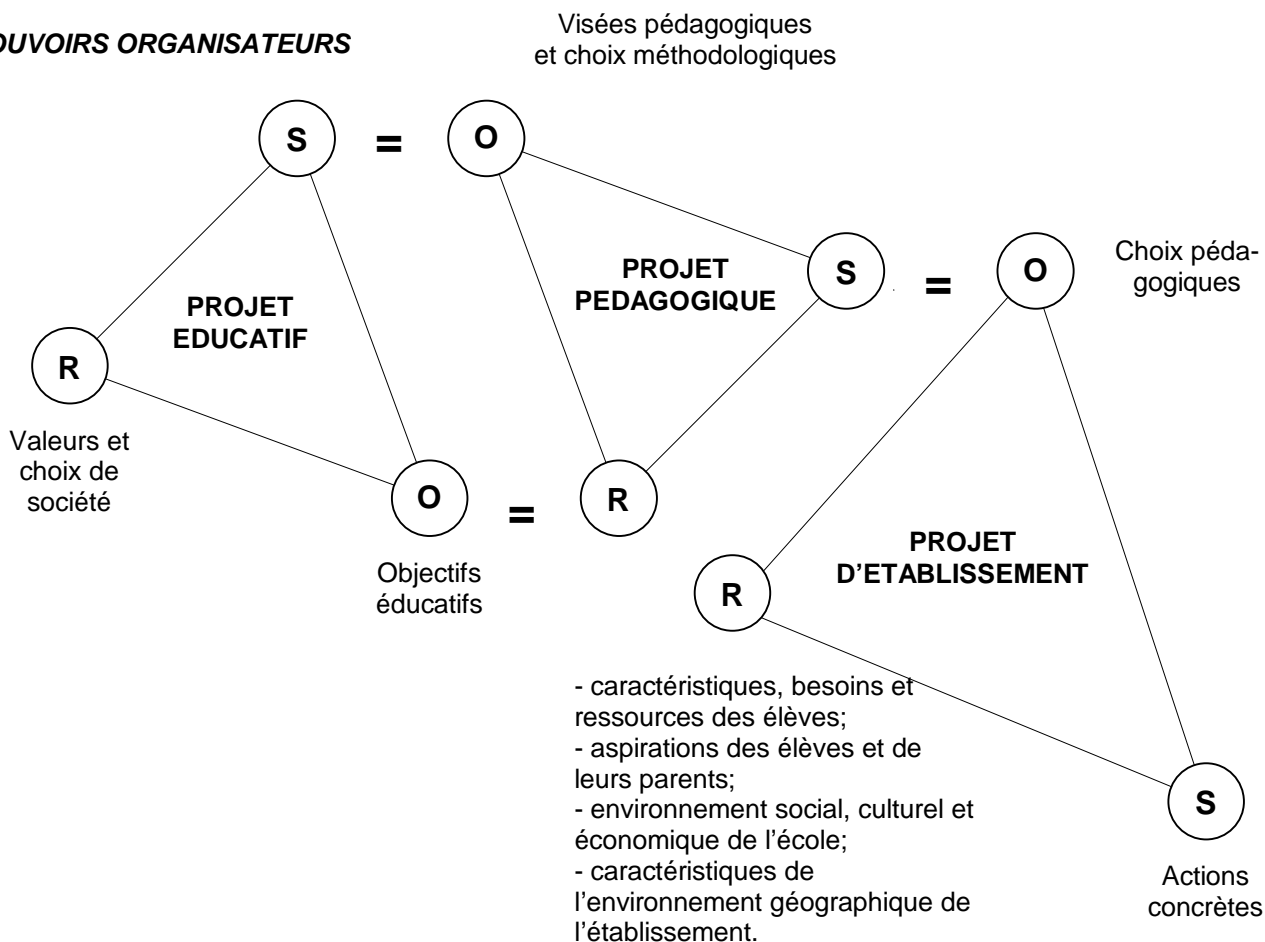 OUVOIRS ORGANISATEURS
Visées pédagogiques
et choix méthodologiques
S = O
PROJET
EDUCATIF
PROJET
PEDAGOGIQUE
S = O
Choix péda-
gogiques
R
Valeurs et
choix de
société
O = R
Objectifs
éducatifs
PROJET
D'ETABLISSEMENT
R
- caractéristiques, besoins et
ressources des élèves;
- aspirations des élèves et de
leurs parents;
- environnement social, culturel et
économique de l'école;
- caractéristiques de
l'environnement géographique de
l'établissement.
S
Actions
concrètes